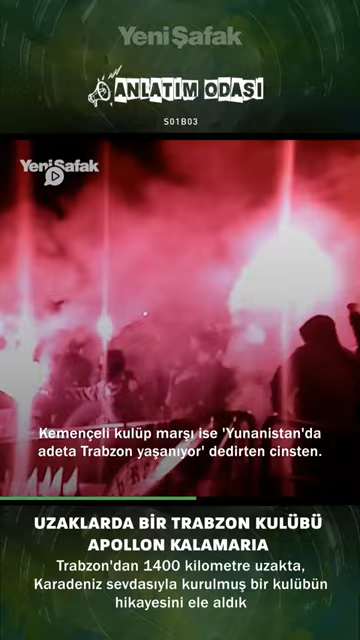 Yeni Şafak
ANLATIM ODASI
S01B03
Yeni Şafak
Kemençeli kulüp marşı ise 'Yunanistan'da
adeta Trabzon yaşanıyor' dedirten cinsten.
UZAKLARDA BİR TRABZON KULÜBÜ
APOLLON KALAMARIA
Trabzon'dan 1400 kilometre uzakta,
Karadeniz sevdasıyla kurulmuş bir kulübün
hikayesini ele aldık